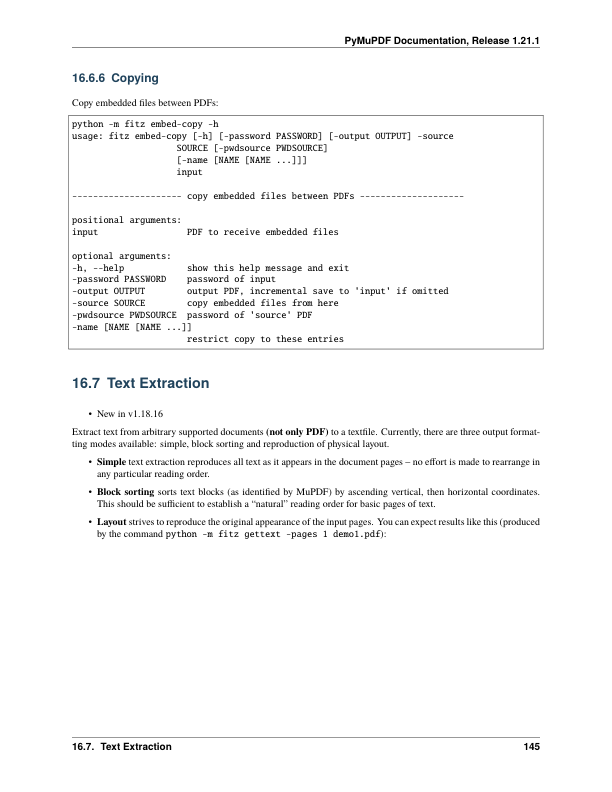 PyMuPDF Documentation, Release 1.21.1
16.6.6 Copying
Copy embedded files between PDFs:
python -m fitz embed-copy -h
usage: fitz embed-copy [-h] [-password PASSWORD] [-output OUTPUT] -source
                    SOURCE [-pwdsource PWDSOURCE]
                    [-name [NAME [NAME ...]]]
                    input
--------------------- copy embedded files between PDFs --------------------
positional arguments:
input                 PDF to receive embedded files
optional arguments:
-h, --help            show this help message and exit
-password PASSWORD    password of input
-output OUTPUT        output PDF, incremental save to 'input' if omitted
-source SOURCE        copy embedded files from here
-pwdsource PWDSOURCE  password of 'source' PDF
-name [NAME [NAME ...]]
                      restrict copy to these entries
16.7 Text Extraction
• New in v1.18.16
Extract text from arbitrary supported documents (not only PDF) to a textfile. Currently, there are three output format-
ting modes available: simple, block sorting and reproduction of physical layout.
• Simple text extraction reproduces all text as it appears in the document pages – no effort is made to rearrange in
any particular reading order.
• Block sorting sorts text blocks (as identified by MuPDF) by ascending vertical, then horizontal coordinates.
This should be sufficient to establish a “natural” reading order for basic pages of text.
• Layout strives to reproduce the original appearance of the input pages. You can expect results like this (produced
by the command python -m fitz gettext -pages 1 demo1.pdf):
16.7. Text Extraction 145